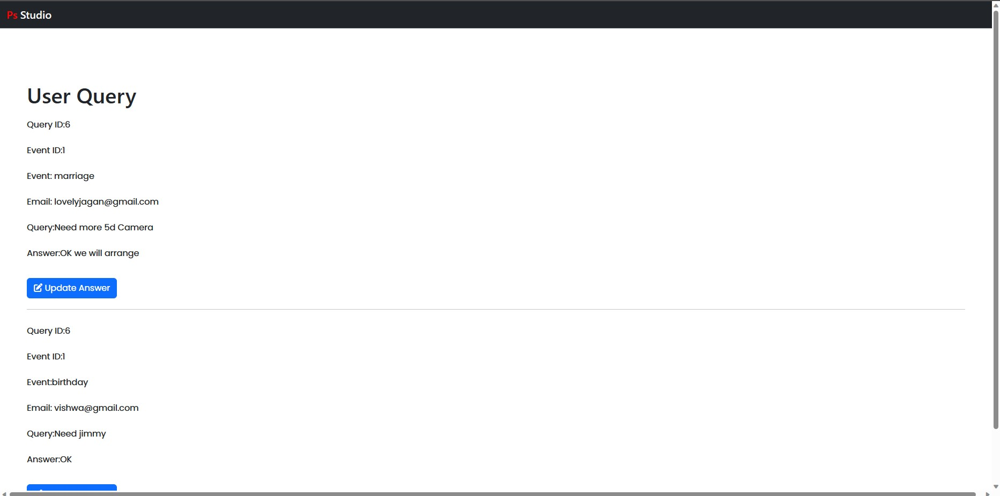 Ps Studio
User Query
Query ID:6
Event ID:1
Event: marriage
Email: lovelyjagan@gmail.com
Query:Need more 5d Camera
Answer:OK we will arrange
Update Answer
Query ID:6
Event ID:1
Event:birthday
Email: vishwa@gmail.com
Query:Need jimmy
Answer:OK